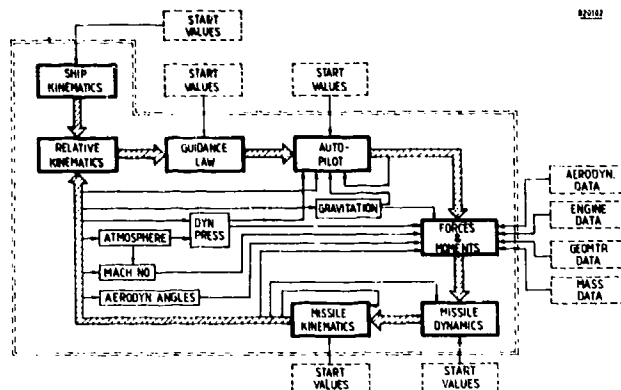 820102
START
VALUES
SHIP
KINEMATICS
START
VALUES
START
VALUES
RELATIVE
KINEMATICS
GUIDANCE
LAW
AUTO-
PILOT
GRAVITATION
DYN
PRESS
ATMOSPHERE
MACH NO
AERODYN ANGLES
FORCES
MOMENTS
AERODYN.
DATA
ENGINE
DATA
GEOMTR
DATA
MASS
DATA
MISSILE
KINEMATICS
MISSILE
DYNAMICS
START
VALUES
START
VALUES